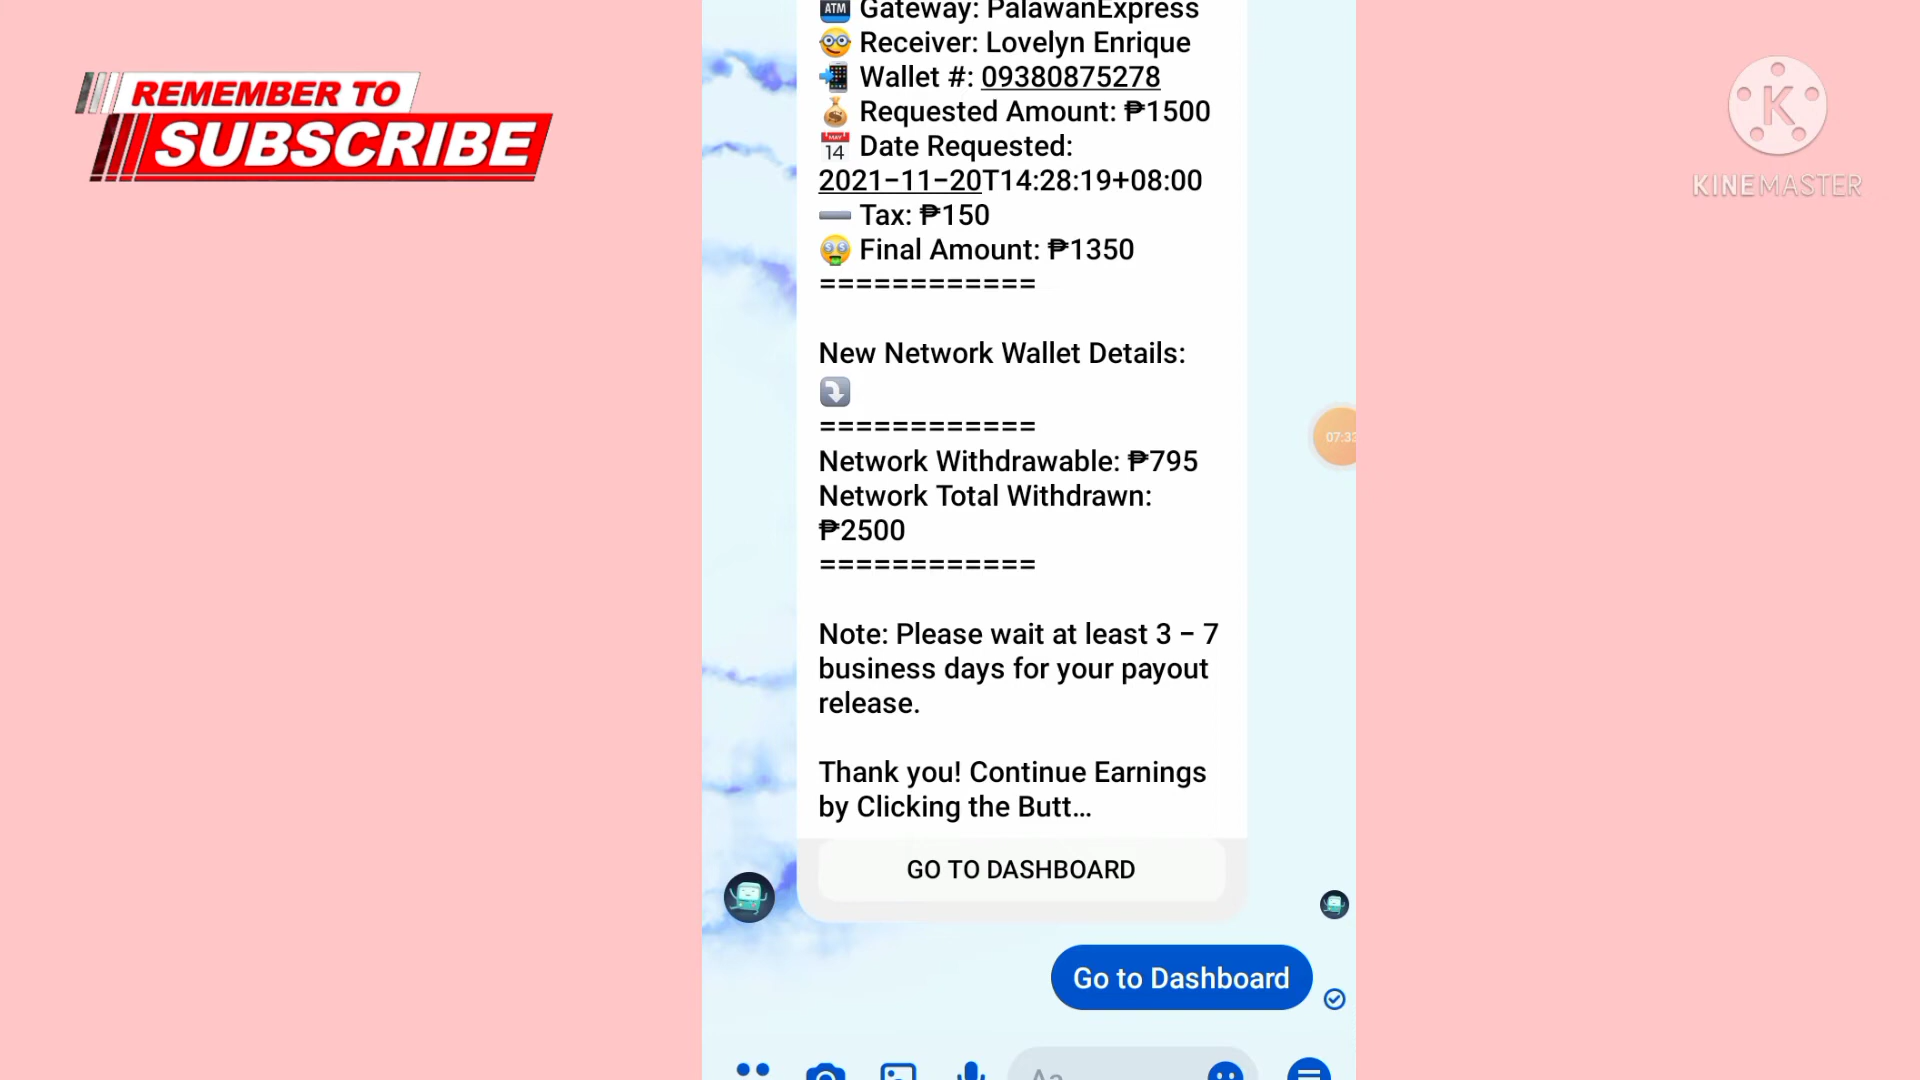 Gateway: PalawanExpress
Receiver: Lovelyn Enrique
Wallet #: 09380875278
Requested Amount: ₱1500
Date Requested:
2021-11-20T14:28:19+08:00
Tax: ₱150
Final Amount: ₱1350
============
New Network Wallet Details:
============
Network Withdrawable: ₱795
Network Total Withdrawn:
₱2500
============
Note: Please wait at least 3 - 7
business days for your payout
release.
Thank you! Continue Earnings
by Clicking the Butt...
GO TO DASHBOARD
Go to Dashboard
Aa
REMEMBER TO
SUBSCRIBE
K
KINEMASTER
07:33